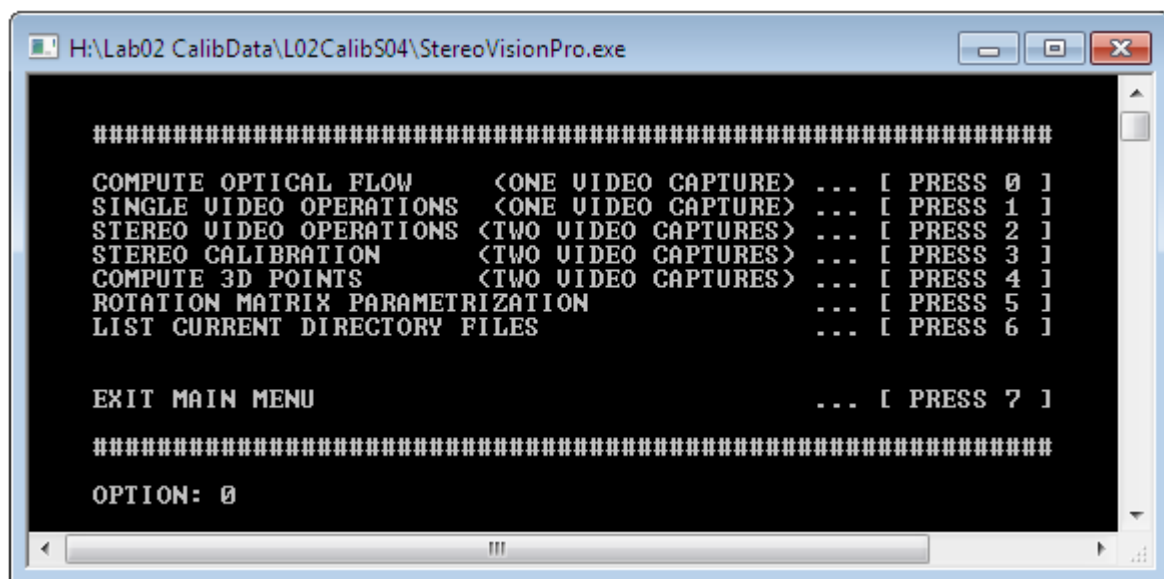 H:\Lab02 CalibData\L02CalibS04\StereoVisionPro.exe
############################################################
COMPUTE OPTICAL FLOW     (ONE VIDEO CAPTURE) ... [ PRESS 0 ]
SINGLE VIDEO OPERATIONS  (ONE VIDEO CAPTURE) ... [ PRESS 1 ]
STEREO VIDEO OPERATIONS (TWO VIDEO CAPTURES) ... [ PRESS 2 ]
STEREO CALIBRATION      (TWO VIDEO CAPTURES) ... [ PRESS 3 ]
COMPUTE 3D POINTS       (TWO VIDEO CAPTURES) ... [ PRESS 4 ]
ROTATION MATRIX PARAMETRIZATION              ... [ PRESS 5 ]
LIST CURRENT DIRECTORY FILES                 ... [ PRESS 6 ]
EXIT MAIN MENU                               ... [ PRESS 7 ]
############################################################
OPTION: 0